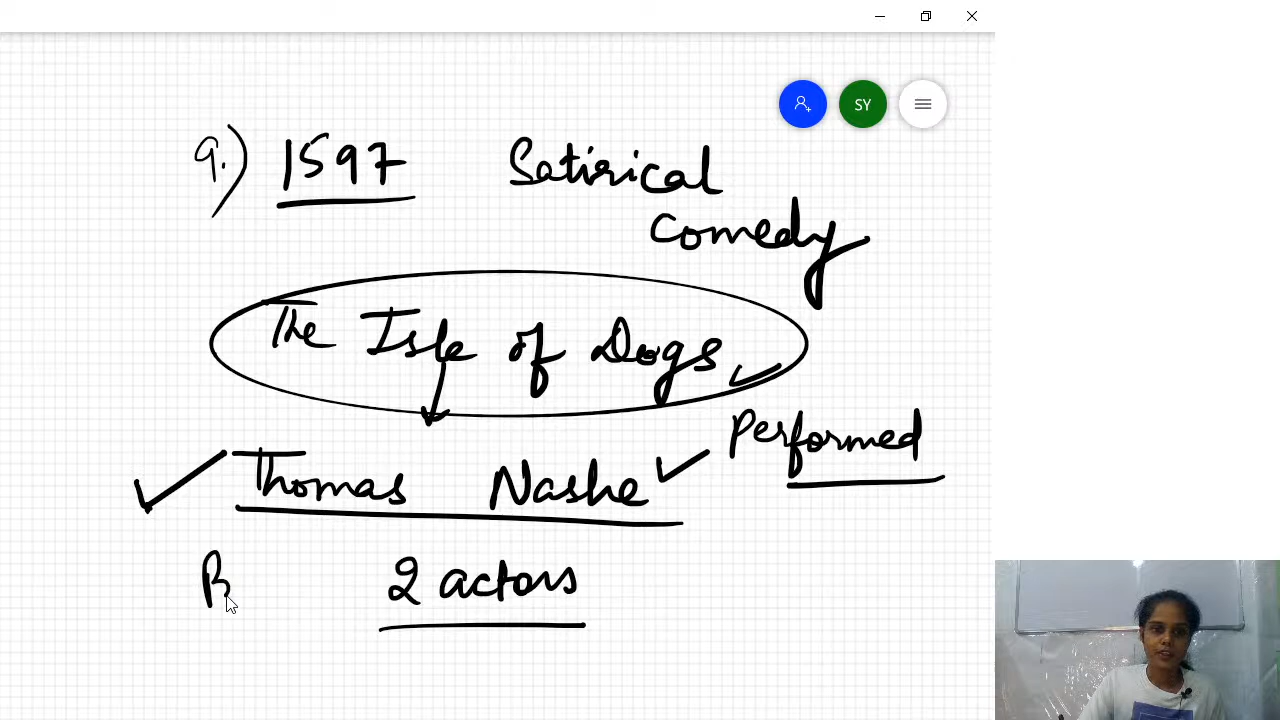 SY
9.) 1597 Satirical
Comedy
The Isle of Dogs
Performed
Thomas Nashe
B 2 actors